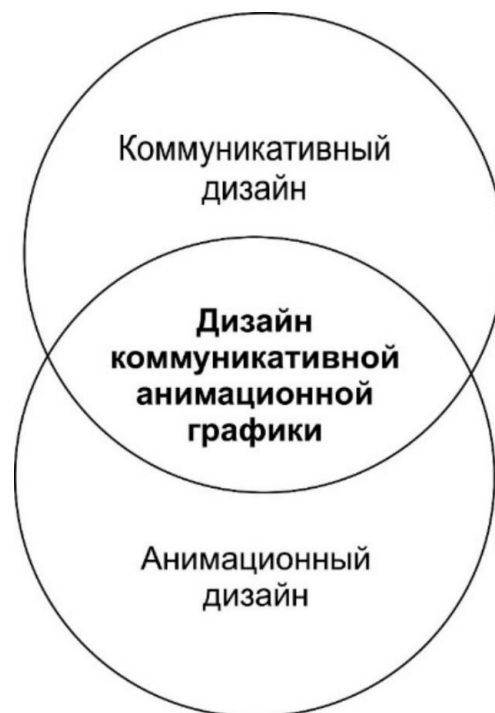 Коммуникативный
дизайн
Дизайн
коммуникативной
анимационной
графики
Анимационный
дизайн